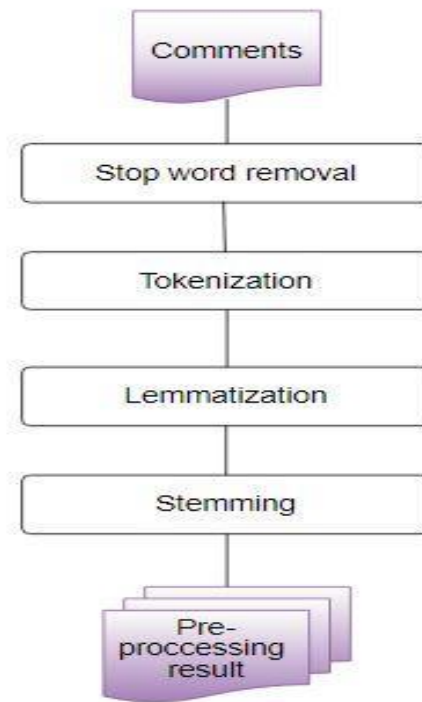 Comments
Stop word removal
Tokenization
Lemmatization
Stemming
Pre-
proccessing
result